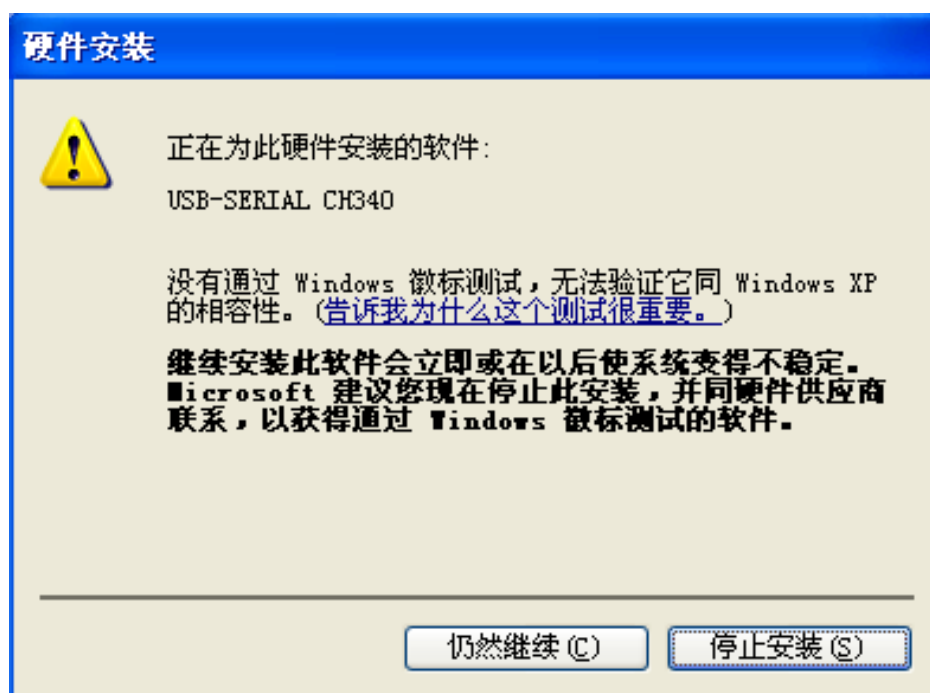 硬件安装
正在为此硬件安装的软件:
USB-SERIAL CH340
没有通过 Windows 徽标测试，无法验证它同 Windows XP
的相容性。(告诉我为什么这个测试很重要。)
继续安装此软件会立即或在以后使系统变得不稳定。
Microsoft 建议您现在停止此安装，并同硬件供应商
联系，以获得通过 Windows 徽标测试的软件。
仍然继续(C)
停止安装(S)